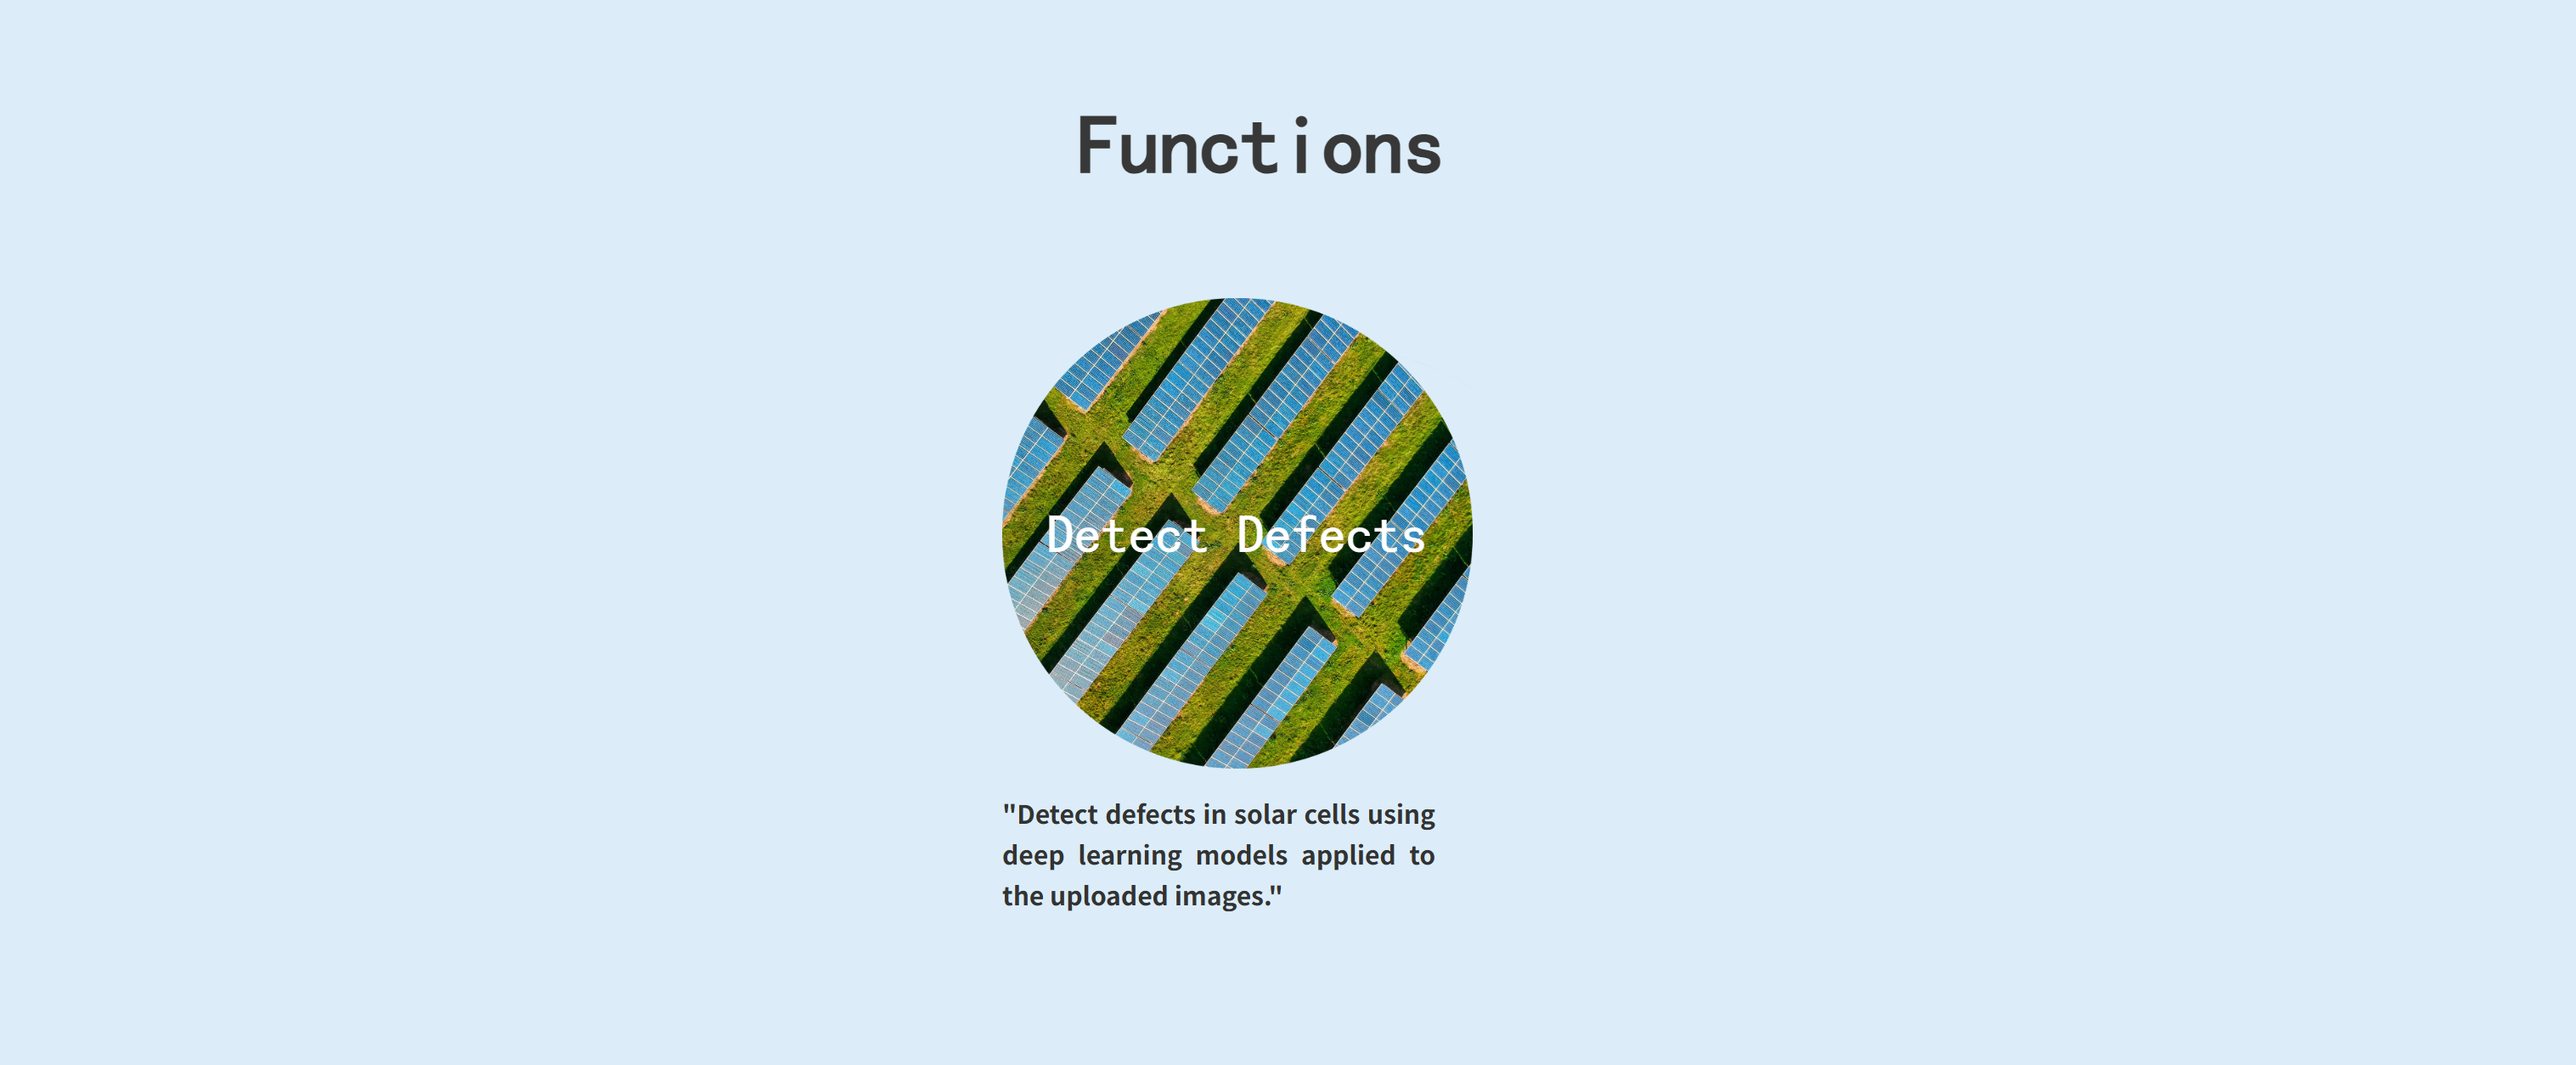 Functions
Detect Defects
"Detect defects in solar cells using
deep learning models applied to
the uploaded images."